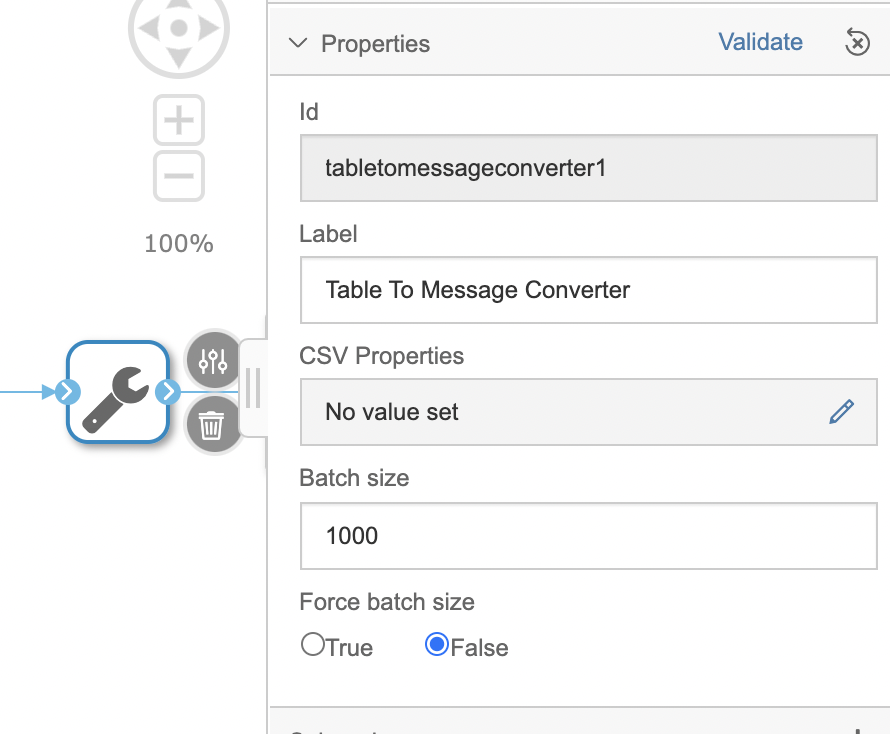 Properties
Validate
Id
tabletomessageconverter1
Label
100%
Table To Message Converter
CSV Properties
No value set
Batch size
1000
Force batch size
True
False